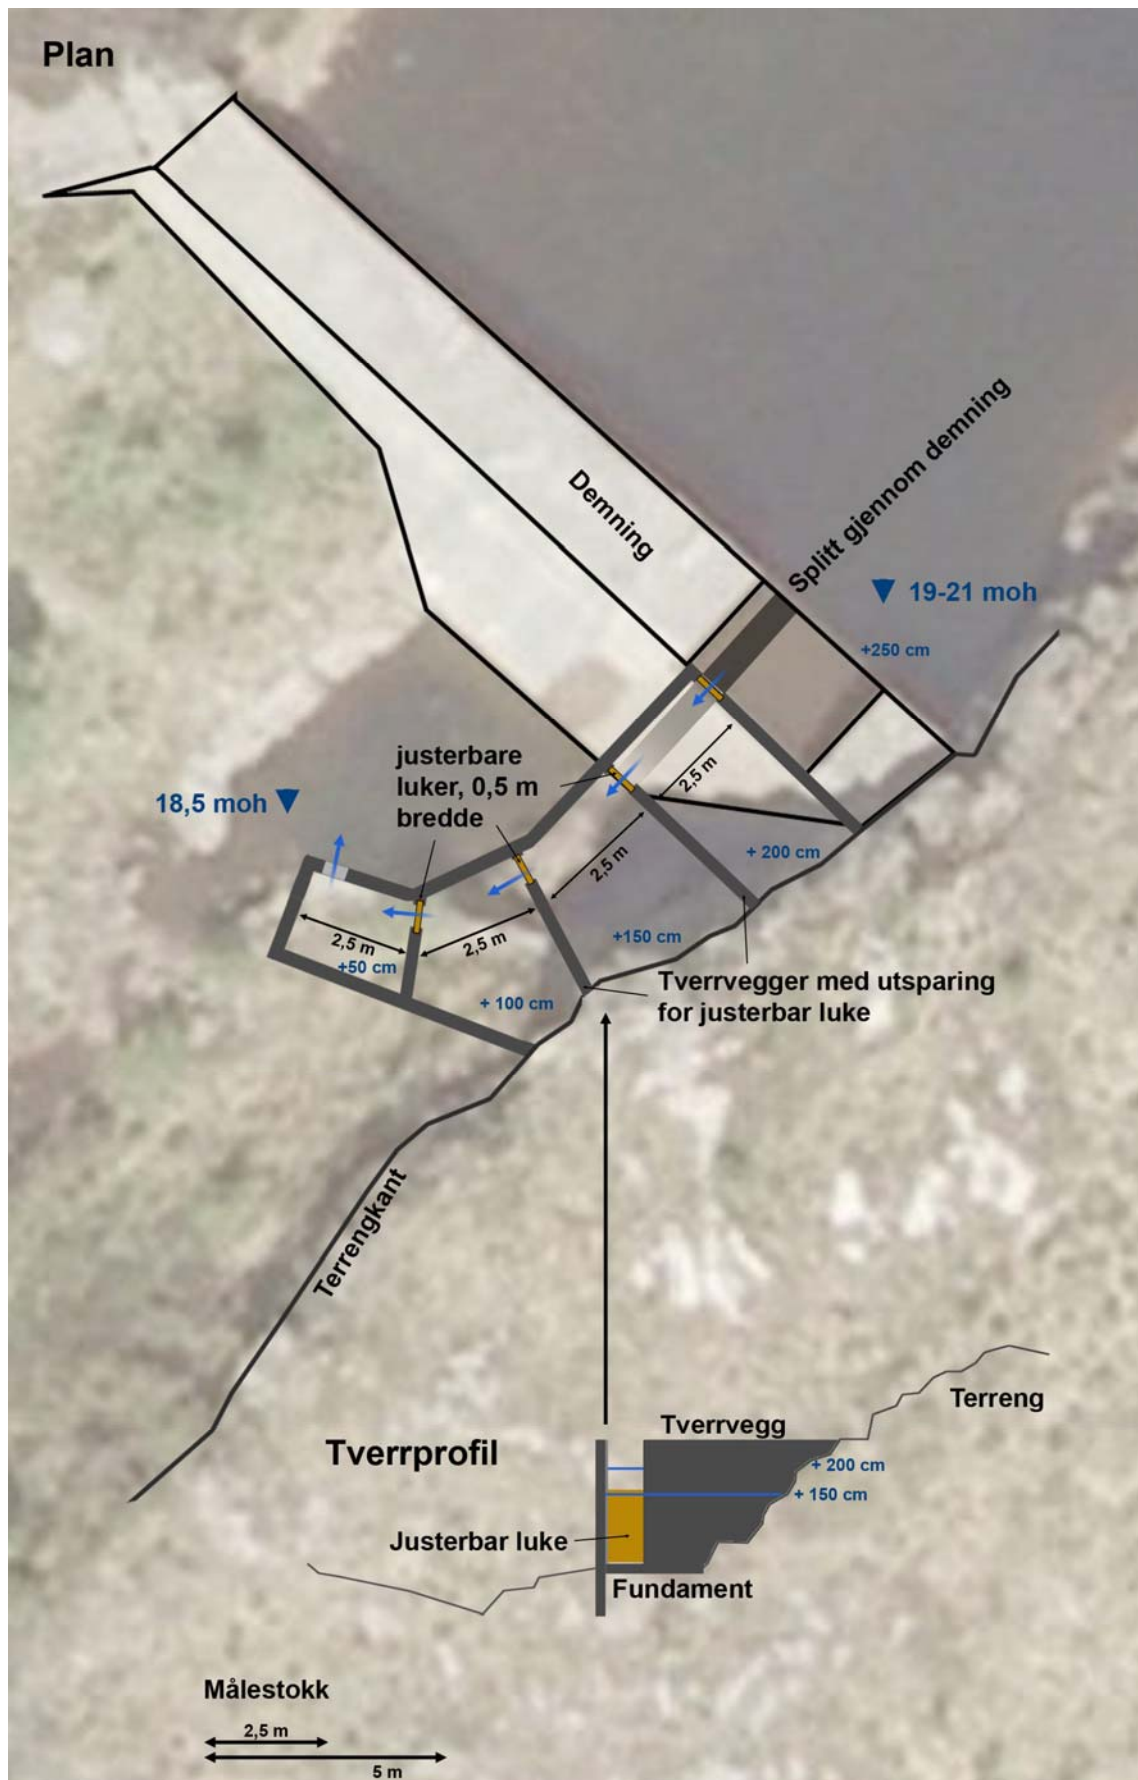 Plan
Demning
Splitt gjennom demning
19-21 moh
+250 cm
justerbare
luker, 0,5 m
bredde
18,5 moh
2,5 m
2,5 m
2,5 m
2,5 m
+ 200 cm
+150 cm
+ 100 cm
+50 cm
Tverrvegger med utsparing
for justerbar luke
Terrengkant
Terreng
Tverrvegg
Tverrprofil
+ 200 cm
+ 150 cm
Justerbar luke
Fundament
Målestokk
2,5 m
5 m